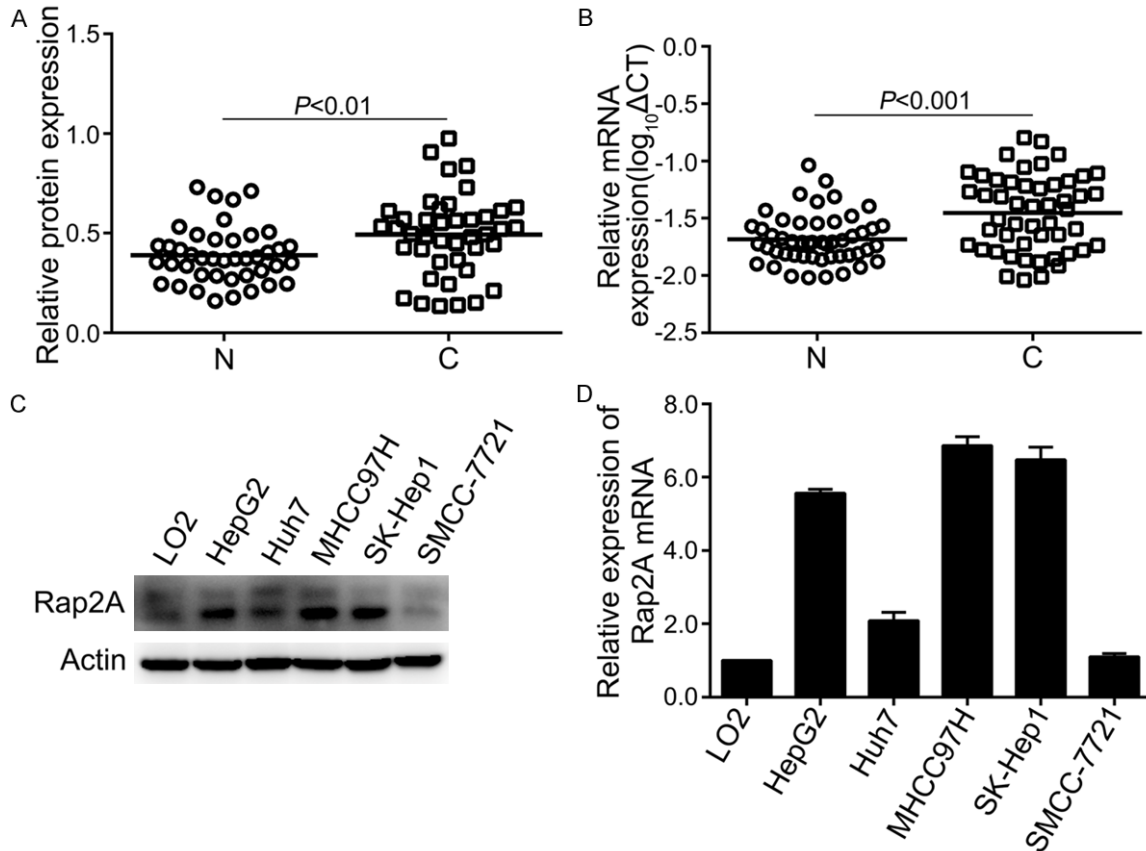 A
Relative protein expression
1.5
1.0
0.5
0.0
P<0.01
N
C
B
Relative mRNA
expression(log₁₀ΔCT)
0.0
-0.5
-1.0
-1.5
-2.0
-2.5
P<0.001
N
C
C
LO2
HepG2
Huh7
MHCC97H
SK-Hep1
SMCC-7721
Rap2A
Actin
D
Relative expression of
Rap2A mRNA
8.0
6.0
4.0
2.0
0.0
LO2
HepG2
Huh7
MHCC97H
SK-Hep1
SMCC-7721